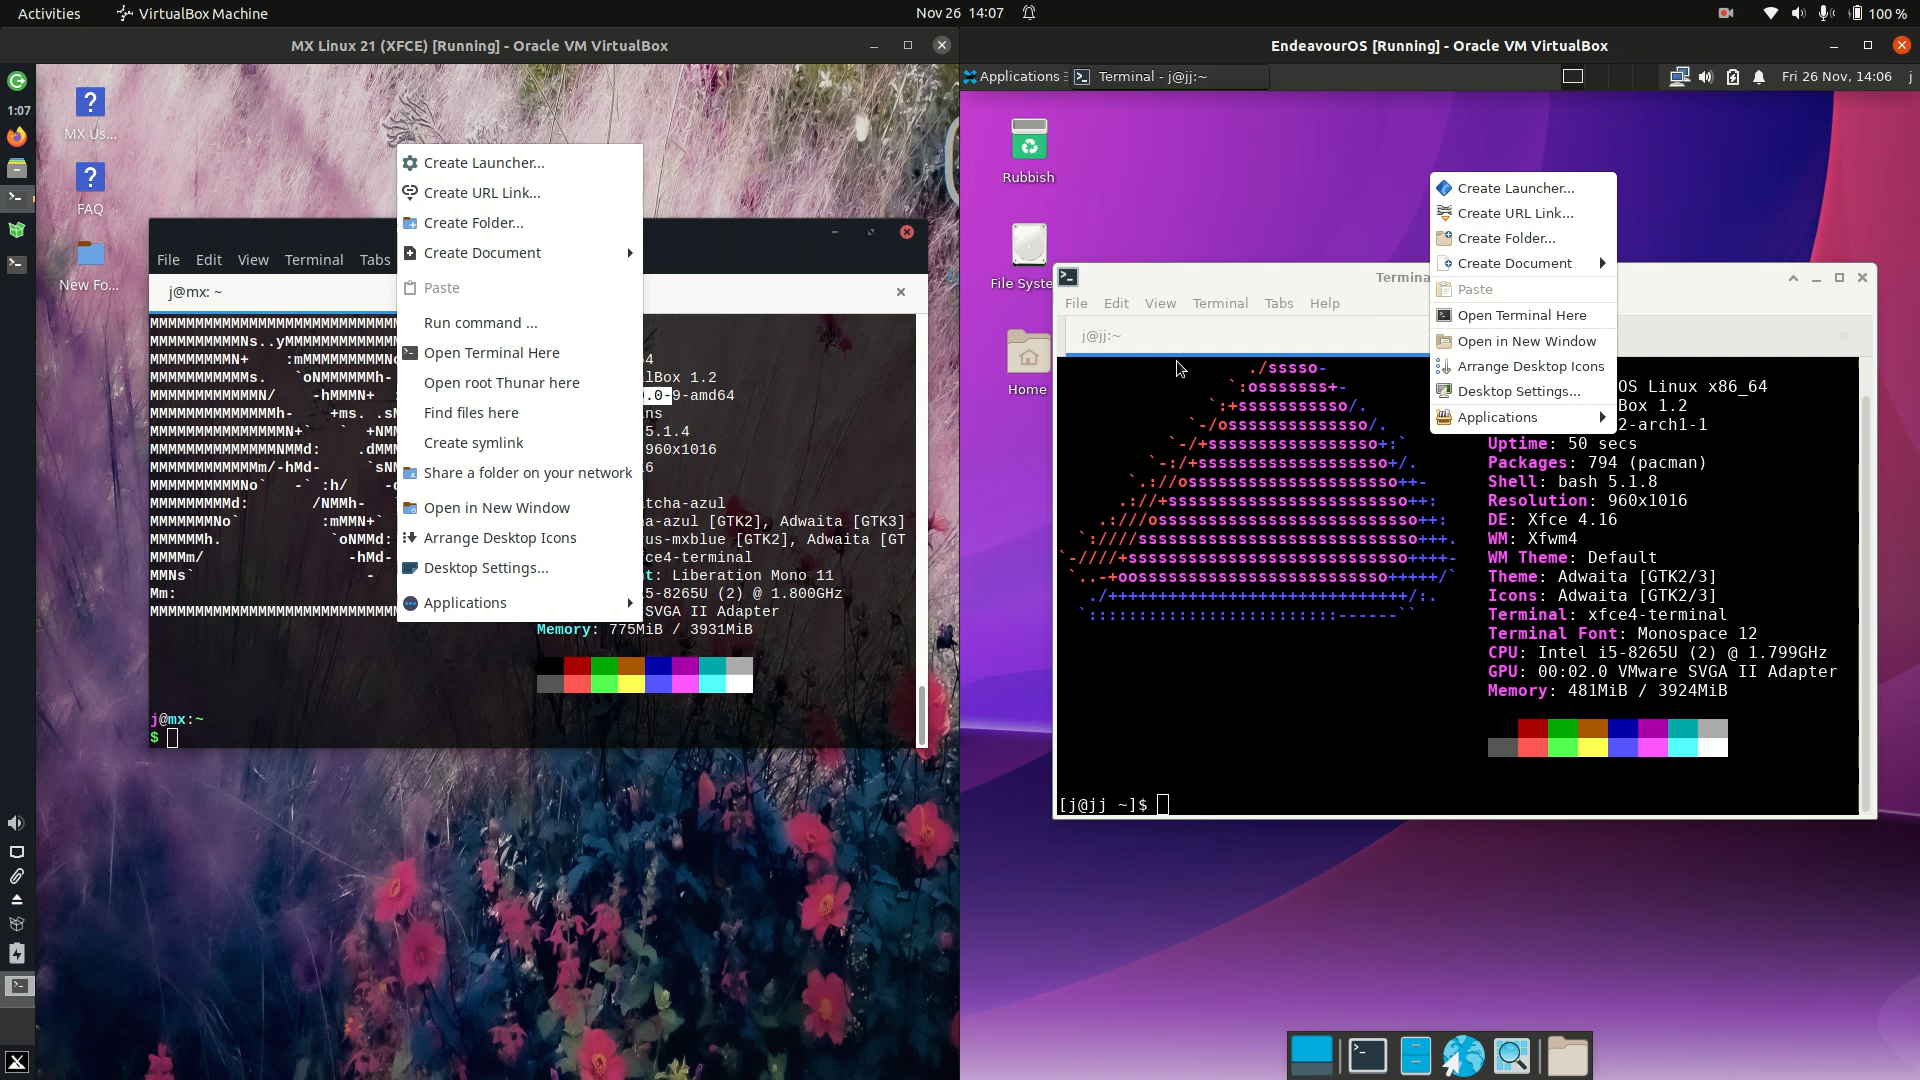 Activities
VirtualBox Machine
Nov 26 14:07
100 %
MX Linux 21 (XFCE) [Running] - Oracle VM VirtualBox
1:07
MX Us...
FAQ
New Fo...
File Edit View Terminal Tabs
j@mx: ~
Create Launcher...
Create URL Link...
Create Folder...
Create Document
Paste
Run command ...
Open Terminal Here
Open root Thunar here
Find files here
Create symlink
Share a folder on your network
Open in New Window
Arrange Desktop Icons
Desktop Settings...
Applications
Box 1.2
.0-9-amd64
5.1.4
960x1016
tcha-azul
a-azul [GTK2], Adwaita [GTK3]
us-mxblue [GTK2], Adwaita [GT
fce4-terminal
t: Liberation Mono 11
i5-8265U (2) @ 1.800GHz
SVGA II Adapter
Memory: 775MiB / 3931MiB
j@mx:~
$
EndeavourOS [Running] - Oracle VM VirtualBox
Applications
Terminal - j@jj:~
Fri 26 Nov, 14:06
j
Rubbish
File Syste
Home
Termina
File Edit View Terminal Tabs Help
j@jj:~
Create Launcher...
Create URL Link...
Create Folder...
Create Document
Paste
Open Terminal Here
Open in New Window
Arrange Desktop Icons
Desktop Settings...
Applications
OS Linux x86_64
Box 1.2
2-arch1-1
Uptime: 50 secs
Packages: 794 (pacman)
Shell: bash 5.1.8
Resolution: 960x1016
DE: Xfce 4.16
WM: Xfwm4
WM Theme: Default
Theme: Adwaita [GTK2/3]
Icons: Adwaita [GTK2/3]
Terminal: xfce4-terminal
Terminal Font: Monospace 12
CPU: Intel i5-8265U (2) @ 1.799GHz
GPU: 00:02.0 VMware SVGA II Adapter
Memory: 481MiB / 3924MiB
[j@jj ~]$